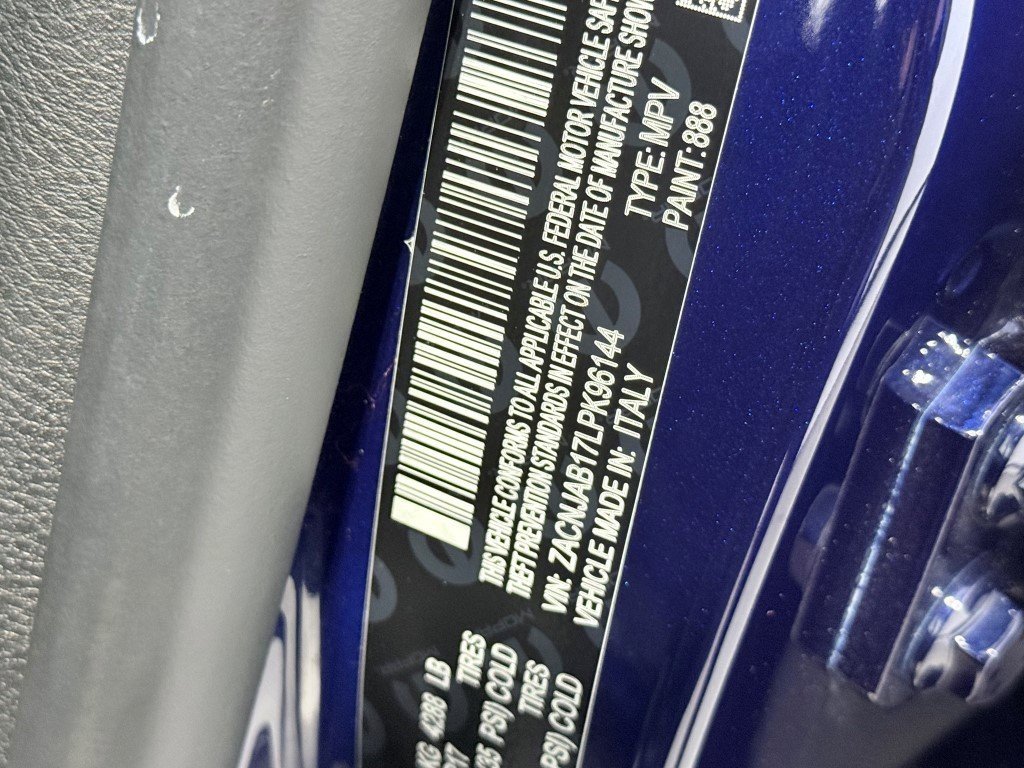 KG 4288 LB
TIRES
35 PSI) COLD
TIRES
PSI) COLD
THIS VEHICLE CONFORMS TO ALL APPLICABLE U.S. FEDERAL MOTOR VEHICLE SAF
THEFT PREVENTION STANDARDS IN EFFECT ON THE DATE OF MANUFACTURE SHOW
VIN: ZACNJAB17LPK96144 TYPE: MPV
VEHICLE MADE IN: ITALY PAINT: 888